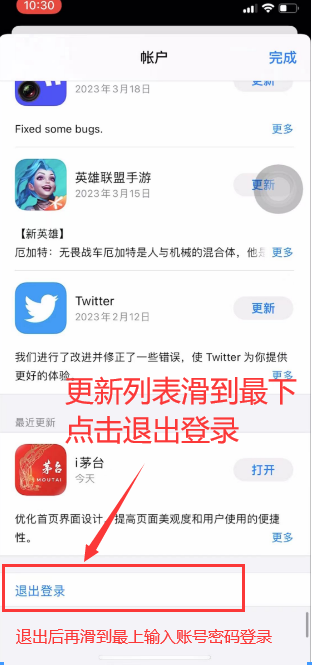 10:30
帐户
完成
2023年3月18日
更新
Fixed some bugs.
更多
英雄联盟手游
2023年3月15日
更新
【新英雄】
厄加特：无畏战车厄加特是人与机械的混合体，他是
更多
Twitter
2023年2月12日
更新
我们进行了改进并修正了一些错误，使 Twitter 为你提供
更好的体验
更多
更新列表滑到最下
点击退出登录
最近更新
茅台
MOUTAI
i茅台
今天
打开
优化首页界面设计，提高页面美观度和用户使用的便捷
性。
更多
退出登录
退出后再滑到最上输入账号密码登录